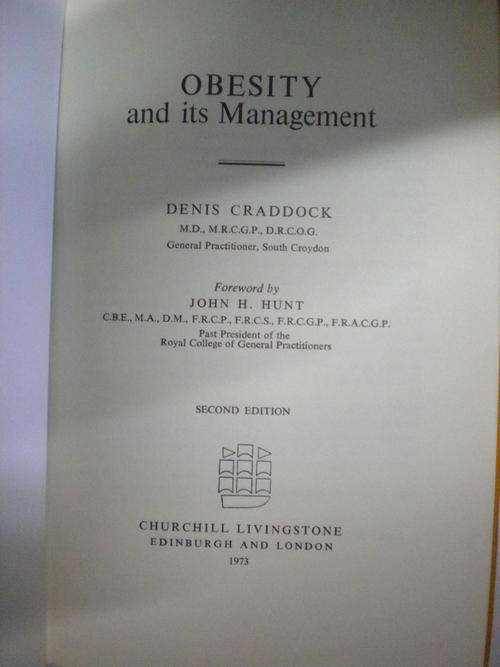 OBESITY
and its Management
DENIS CRADDOCK
M.D., M.R.C.G.P., D.R.C.O.G.
General Practitioner, South Croydon
Foreword by
JOHN H. HUNT
C.B.E., M.A., D.M., F.R.C.P., F.R.C.S., F.R.C.G.P., F.R.A.C.G.P.
Past President of the
Royal College of General Practitioners
SECOND EDITION
CHURCHILL LIVINGSTONE
EDINBURGH AND LONDON
1973